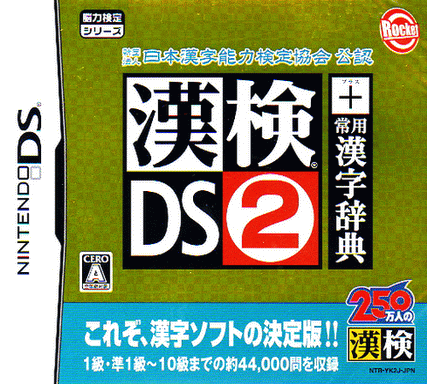 脳力検定
シリーズ
Rocket
財団法人 日本漢字能力検定協会 公認
漢検®
DS2
プラス
+
常用漢字辞典
NINTENDO DS
CERO
A
250
万人の
漢検
これぞ、漢字ソフトの決定版!!
1級・準1級~10級までの約44,000問を収録
NTR-YK2J-JPN